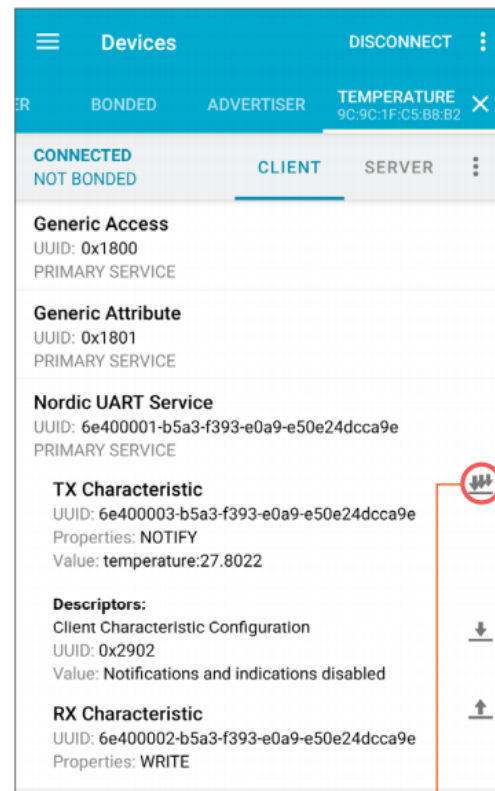 Devices
DISCONNECT
ER
BONDED
ADVERTISER
TEMPERATURE
9C:9C:1F:C5:B8:B2
CONNECTED
NOT BONDED
CLIENT
SERVER
Generic Access
UUID: 0x1800
PRIMARY SERVICE
Generic Attribute
UUID: 0x1801
PRIMARY SERVICE
Nordic UART Service
UUID: 6e400001-b5a3-f393-e0a9-e50e24dcca9e
PRIMARY SERVICE
TX Characteristic
UUID: 6e400003-b5a3-f393-e0a9-e50e24dcca9e
Properties: NOTIFY
Value: temperature:27.8022
Descriptors:
Client Characteristic Configuration
UUID: 0x2902
Value: Notifications and indications disabled
RX Characteristic
UUID: 6e400002-b5a3-f393-e0a9-e50e24dcca9e
Properties: WRITE